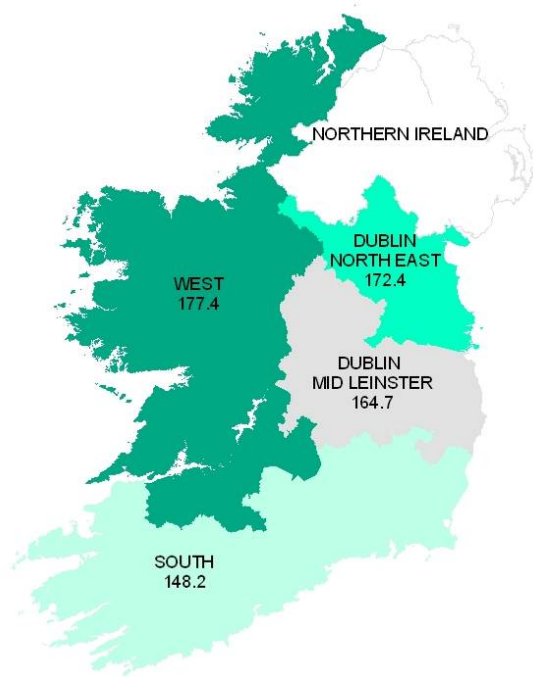 NORTHERN IRELAND
DUBLIN
NORTH EAST
172.4
WEST
177.4
DUBLIN
MID LEINSTER
164.7
SOUTH
148.2